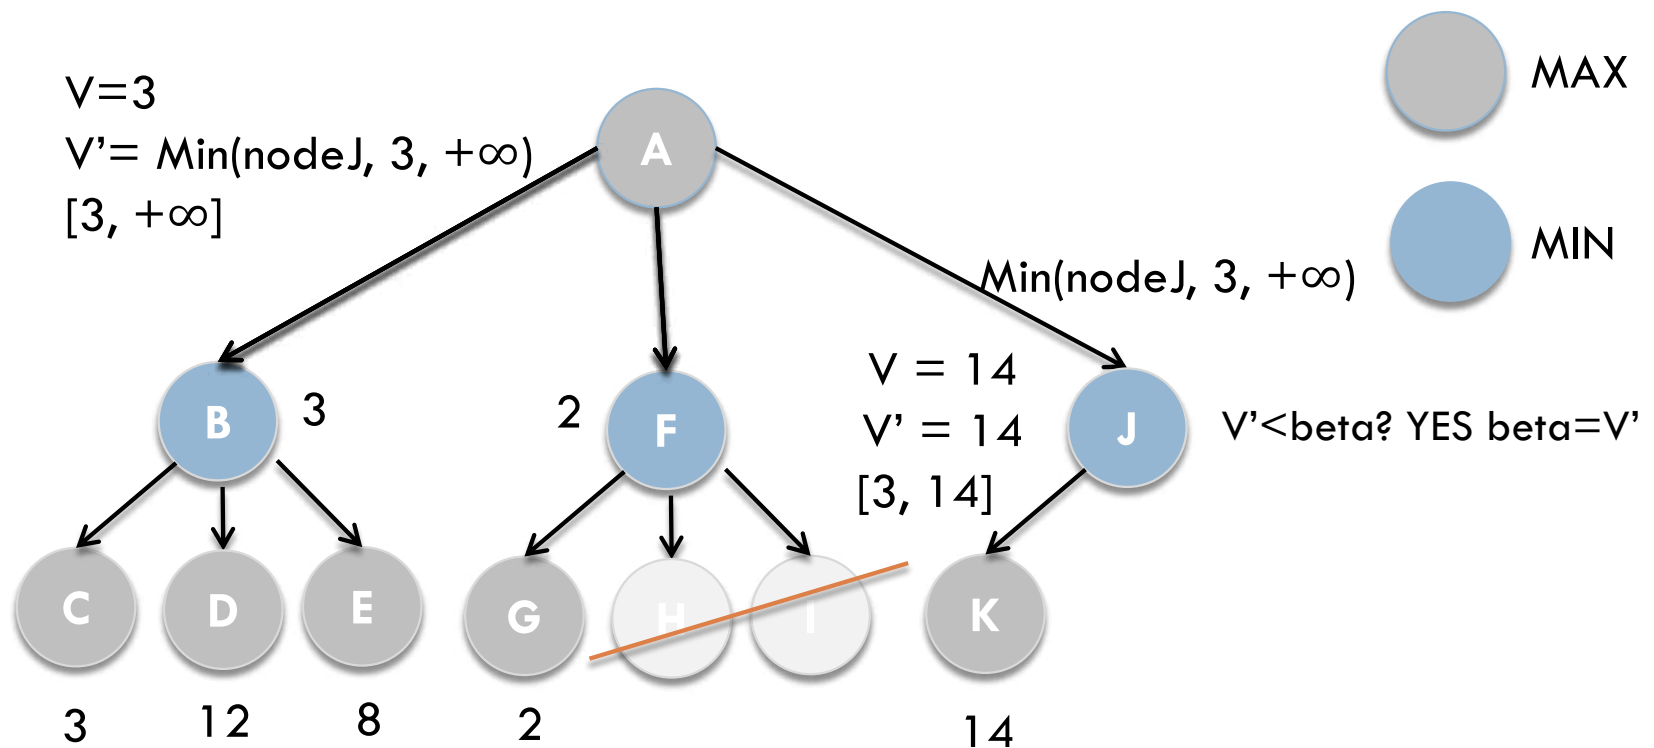 V=3
V’= Min(nodeJ, 3, +∞)
[3, +∞]
A
MAX
MIN
Min(nodeJ, 3, +∞)
B
3
2
F
V = 14
V’ = 14
[3, 14]
J
V’<beta? YES beta=V’
C
D
E
G
H
I
K
3
12
8
2
14